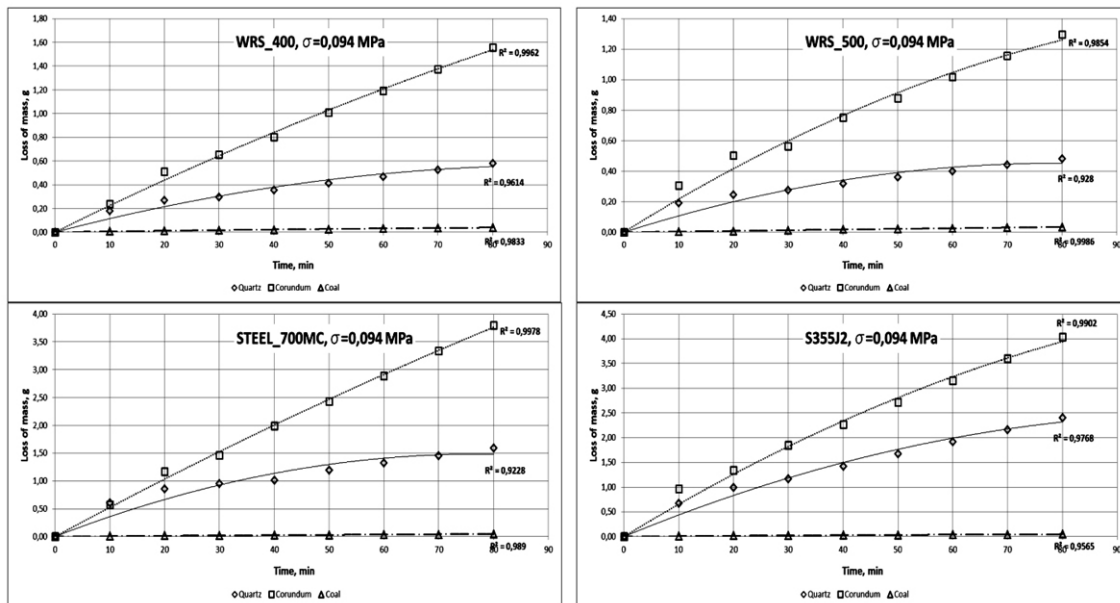 WRS_400, σ=0,094 MPa
Loss of mass, g
1,80
1,60
1,40
1,20
1,00
0,80
0,60
0,40
0,20
0,00
R² = 0,9962
R² = 0,9614
R² = 0,9833
0 10 20 30 40 50 60 70 80 90
Time, min
Quartz Corundum Coal
WRS_500, σ=0,094 MPa
Loss of mass, g
1,40
1,20
1,00
0,80
0,60
0,40
0,20
0,00
R² = 0,9854
R² = 0,928
R² = 0,9986
0 10 20 30 40 50 60 70 80 90
Time, min
Quartz Corundum Coal
STEEL_700MC, σ=0,094 MPa
Loss of mass, g
4,00
3,50
3,00
2,50
2,00
1,50
1,00
0,50
0,00
R² = 0,9978
R² = 0,9228
R² = 0,989
0 10 20 30 40 50 60 70 80 90
Time, min
Quartz Corundum Coal
S355J2, σ=0,094 MPa
Loss of mass, g
4,50
4,00
3,50
3,00
2,50
2,00
1,50
1,00
0,50
0,00
R² = 0,9902
R² = 0,9768
R² = 0,9565
0 10 20 30 40 50 60 70 80 90
Time, min
Quartz Corundum Coal